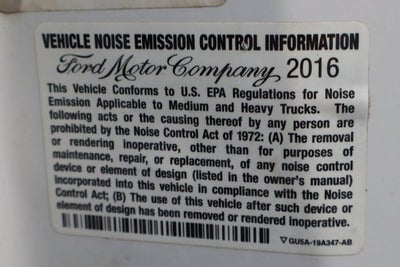 VEHICLE NOISE EMISSION CONTROL INFORMATION
Ford Motor Company 2016
This Vehicle Conforms to U.S. EPA Regulations for Noise
Emission Applicable to Medium and Heavy Trucks. The
following acts or the causing thereof by any person are
prohibited by the Noise Control Act of 1972: (A) The removal
or rendering inoperative, other than for purposes of
maintenance, repair, or replacement, of any noise control
device or element of design (listed in the owner's manual)
incorporated into this vehicle in compliance with the Noise
Control Act; (B) The use of this vehicle after such device or
element of design has been removed or rendered inoperative.
▽ GU5A-19A347-AB